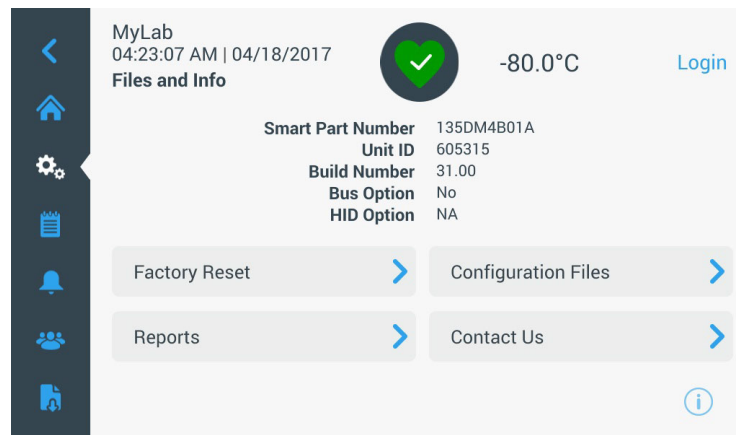 MyLab
04:23:07 AM | 04/18/2017
Files and Info
-80.0°C
Login
Smart Part Number 135DM4B01A
Unit ID 605315
Build Number 31.00
Bus Option No
HID Option NA
Factory Reset
Configuration Files
Reports
Contact Us